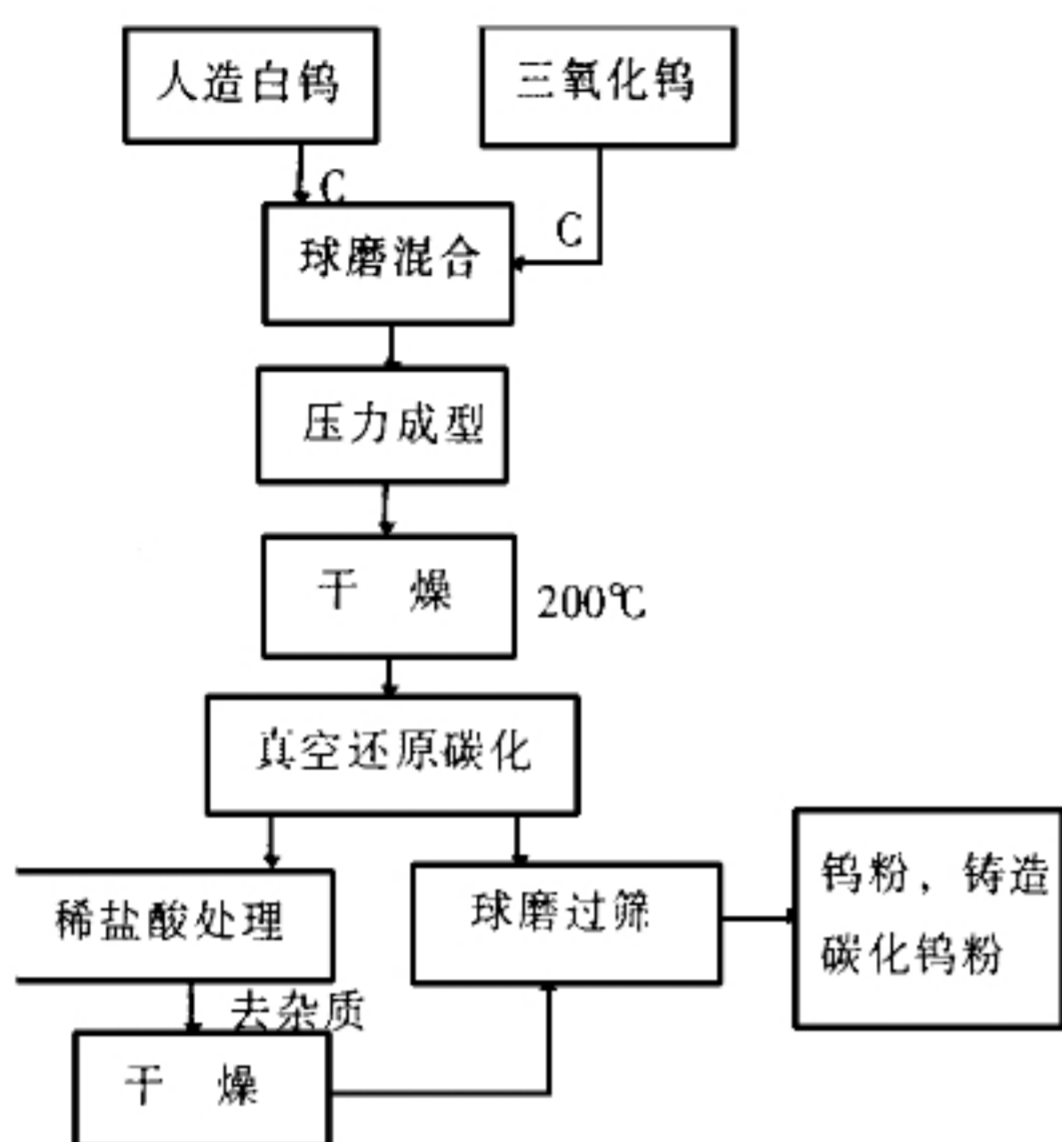 人造白钨
三氧化钨
C
C
球磨混合
压力成型
干 燥
200℃
真空还原碳化
稀盐酸处理
球磨过筛
钨粉，铸造
碳化钨粉
去杂质
干 燥